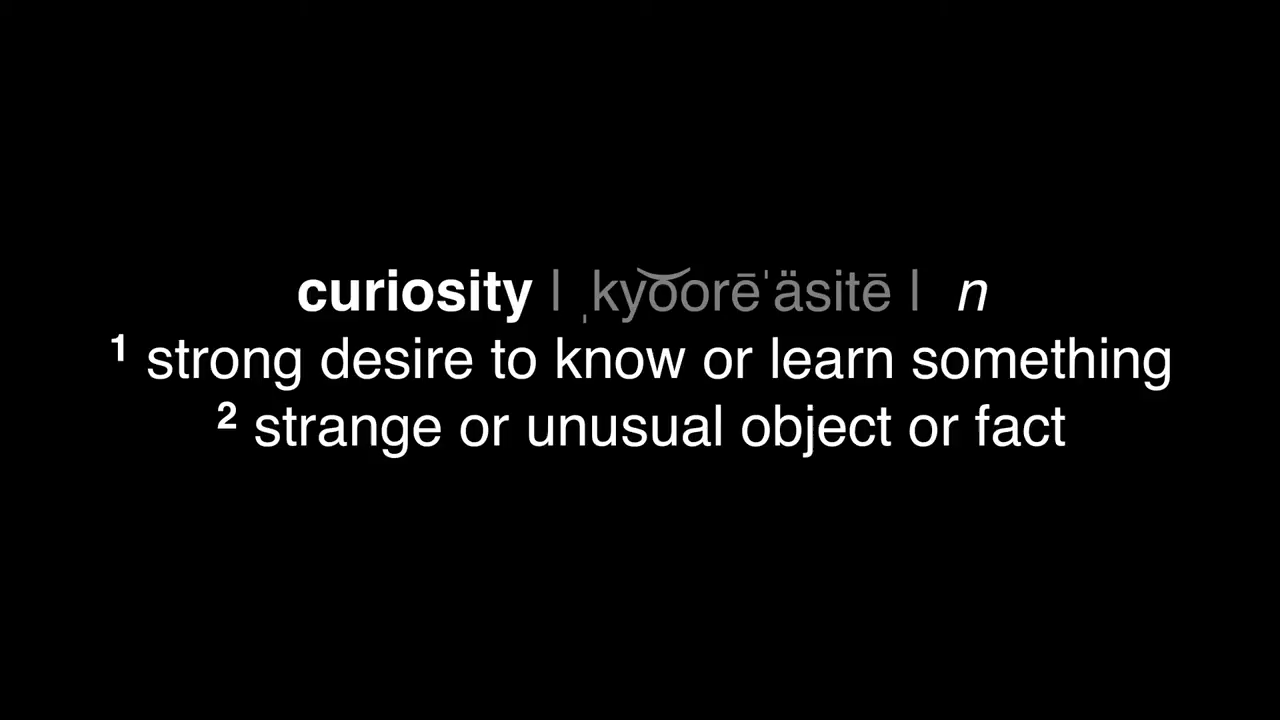 curiosity | ˌkyo͝orēˈäsitē | n
1 strong desire to know or learn something
2 strange or unusual object or fact